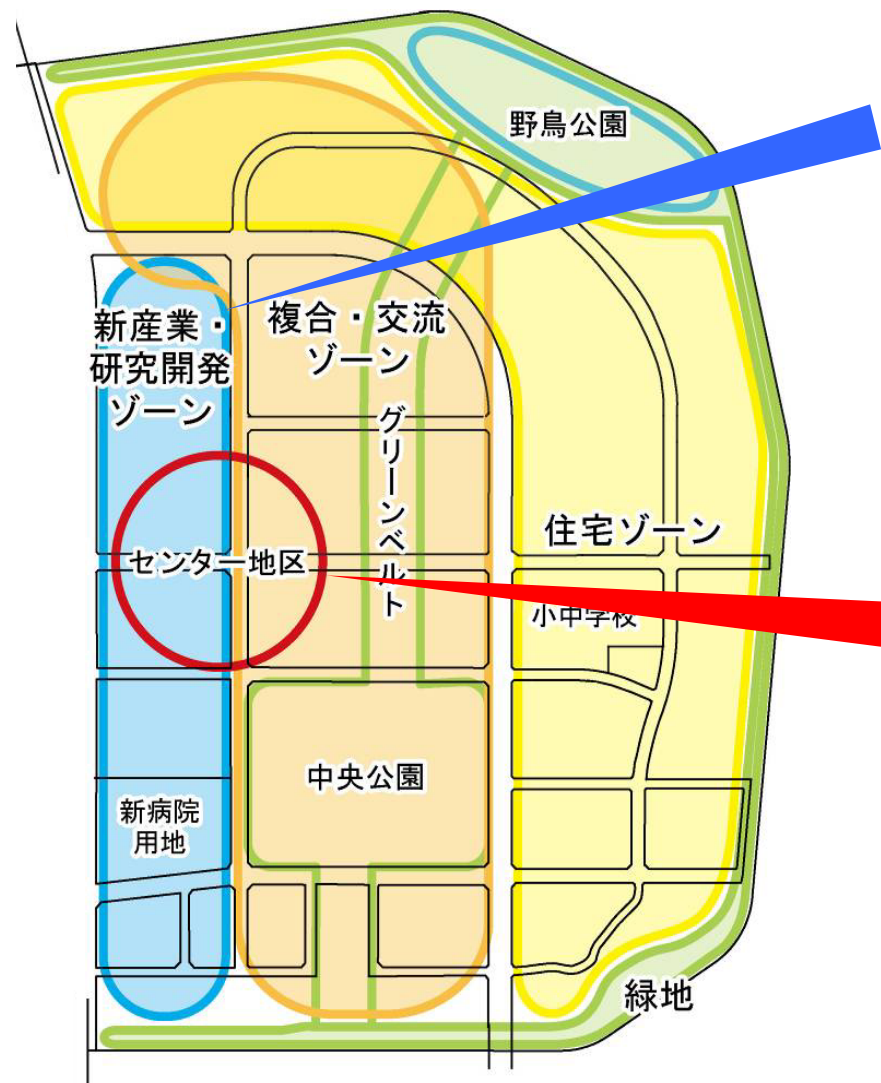 野鳥公園
新産業・
研究開発
ゾーン
複合・交流
ゾーン
グリーンベルト
センター地区
住宅ゾーン
小中学校
中央公園
新病院
用地
緑地